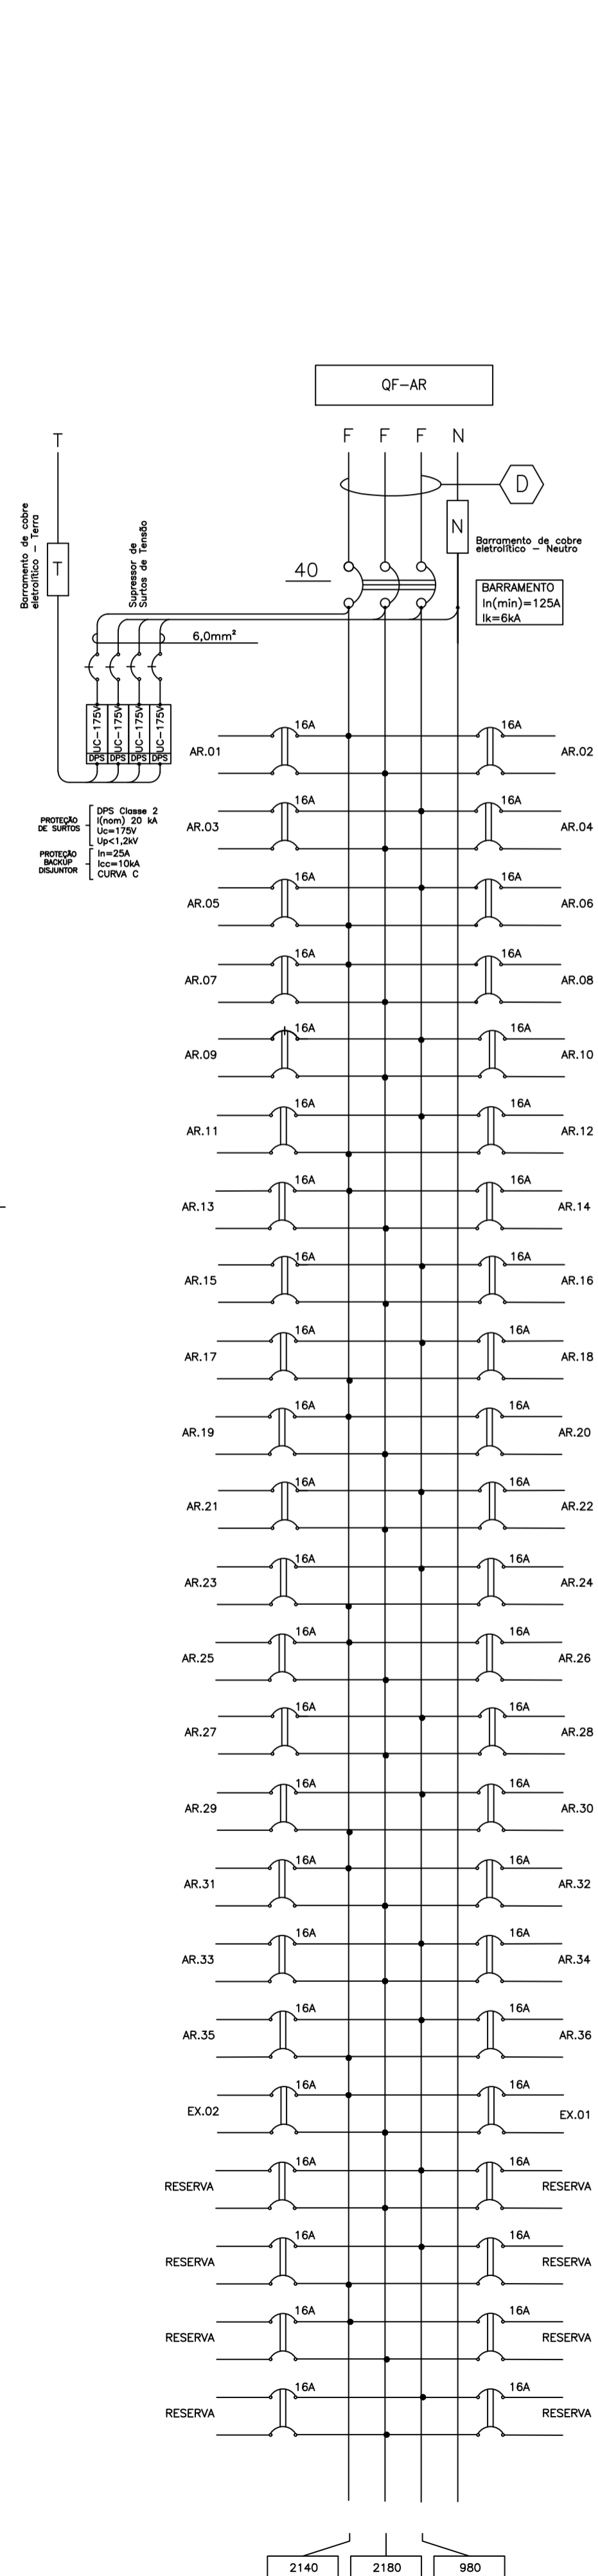 QF-AR
T
F F F N
D
Barramento de cobre
eletrolítico - Terra
T
Supressor de
Surtos de Tensão
N
Barramento de cobre
eletrolítico - Neutro
40
BARRAMENTO
In(min)=125A
Ik=6kA
6,0mm²
UC-175V UC-175V UC-175V UC-175V
DPS DPS DPS DPS
PROTEÇÃO
DE SURTOS
DPS Classe 2
I(nom) 20 kA
Uc=175V
Up<1,2kV
PROTEÇÃO
BACKUP
DISJUNTOR
In=25A
Icc=10kA
CURVA C
16A 16A
AR.01 AR.02
16A 16A
AR.03 AR.04
16A 16A
AR.05 AR.06
16A 16A
AR.07 AR.08
16A 16A
AR.09 AR.10
16A 16A
AR.11 AR.12
16A 16A
AR.13 AR.14
16A 16A
AR.15 AR.16
16A 16A
AR.17 AR.18
16A 16A
AR.19 AR.20
16A 16A
AR.21 AR.22
16A 16A
AR.23 AR.24
16A 16A
AR.25 AR.26
16A 16A
AR.27 AR.28
16A 16A
AR.29 AR.30
16A 16A
AR.31 AR.32
16A 16A
AR.33 AR.34
16A 16A
AR.35 AR.36
16A 16A
EX.02 EX.01
16A 16A
RESERVA RESERVA
16A 16A
RESERVA RESERVA
16A 16A
RESERVA RESERVA
16A 16A
RESERVA RESERVA
2140 2180 980